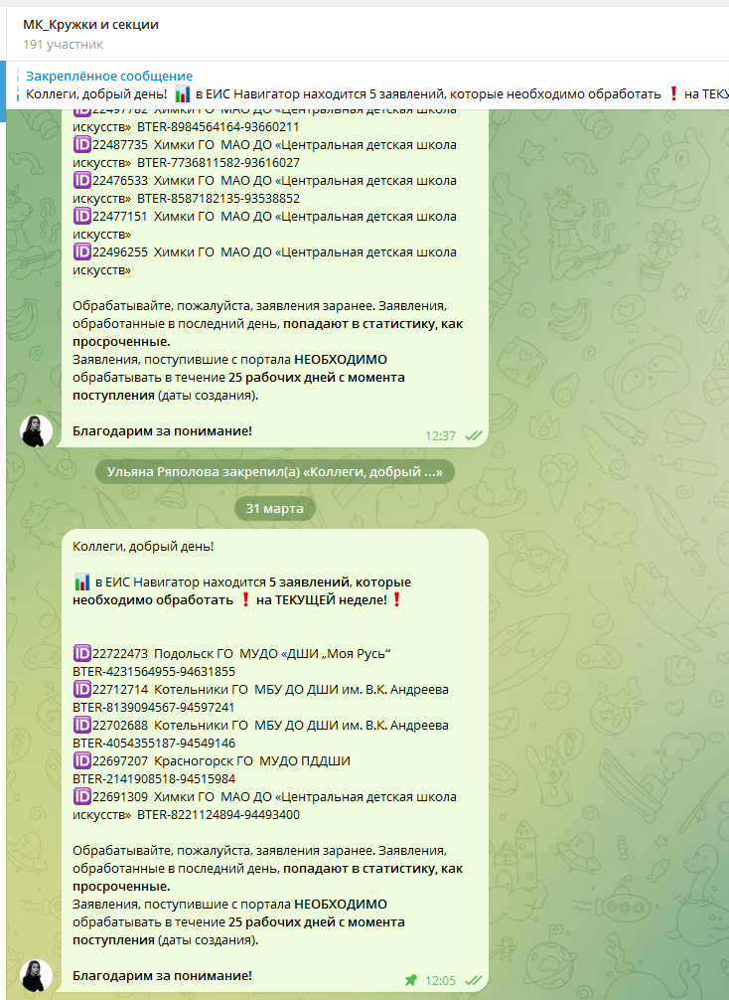 МК_Кружки и секции
191 участник
Закреплённое сообщение
Коллеги, добрый день! 📊 в ЕИС Навигатор находится 5 заявлений, которые необходимо обработать ❗ на ТЕКУ
🆔22497782 Химки ГО МАО ДО «Центральная детская школа
искусств» BTER-8984564164-93660211
🆔22487735 Химки ГО МАО ДО «Центральная детская школа
искусств» BTER-7736811582-93616027
🆔22476533 Химки ГО МАО ДО «Центральная детская школа
искусств» BTER-8587182135-93538852
🆔22477151 Химки ГО МАО ДО «Центральная детская школа
искусств»
🆔22496255 Химки ГО МАО ДО «Центральная детская школа
искусств»
Обрабатывайте, пожалуйста, заявления заранее. Заявления,
обработанные в последний день, попадают в статистику, как
просроченные.
Заявления, поступившие с портала НЕОБХОДИМО
обрабатывать в течение 25 рабочих дней с момента
поступления (даты создания).
Благодарим за понимание!
12:37
Ульяна Ряполова закрепил(а) «Коллеги, добрый ...»
31 марта
Коллеги, добрый день!
📊 в ЕИС Навигатор находится 5 заявлений, которые
необходимо обработать ❗ на ТЕКУЩЕЙ неделе! ❗
🆔22722473 Подольск ГО МУДО «ДШИ „Моя Русь“
BTER-4231564955-94631855
🆔22712714 Котельники ГО МБУ ДО ДШИ им. В.К. Андреева
BTER-8139094567-94597241
🆔22702688 Котельники ГО МБУ ДО ДШИ им. В.К. Андреева
BTER-4054355187-94549146
🆔22697207 Красногорск ГО МУДО ПДДШИ
BTER-2141908518-94515984
🆔22691309 Химки ГО МАО ДО «Центральная детская школа
искусств» BTER-8221124894-94493400
Обрабатывайте, пожалуйста, заявления заранее. Заявления,
обработанные в последний день, попадают в статистику, как
просроченные.
Заявления, поступившие с портала НЕОБХОДИМО
обрабатывать в течение 25 рабочих дней с момента
поступления (даты создания).
Благодарим за понимание!
12:05